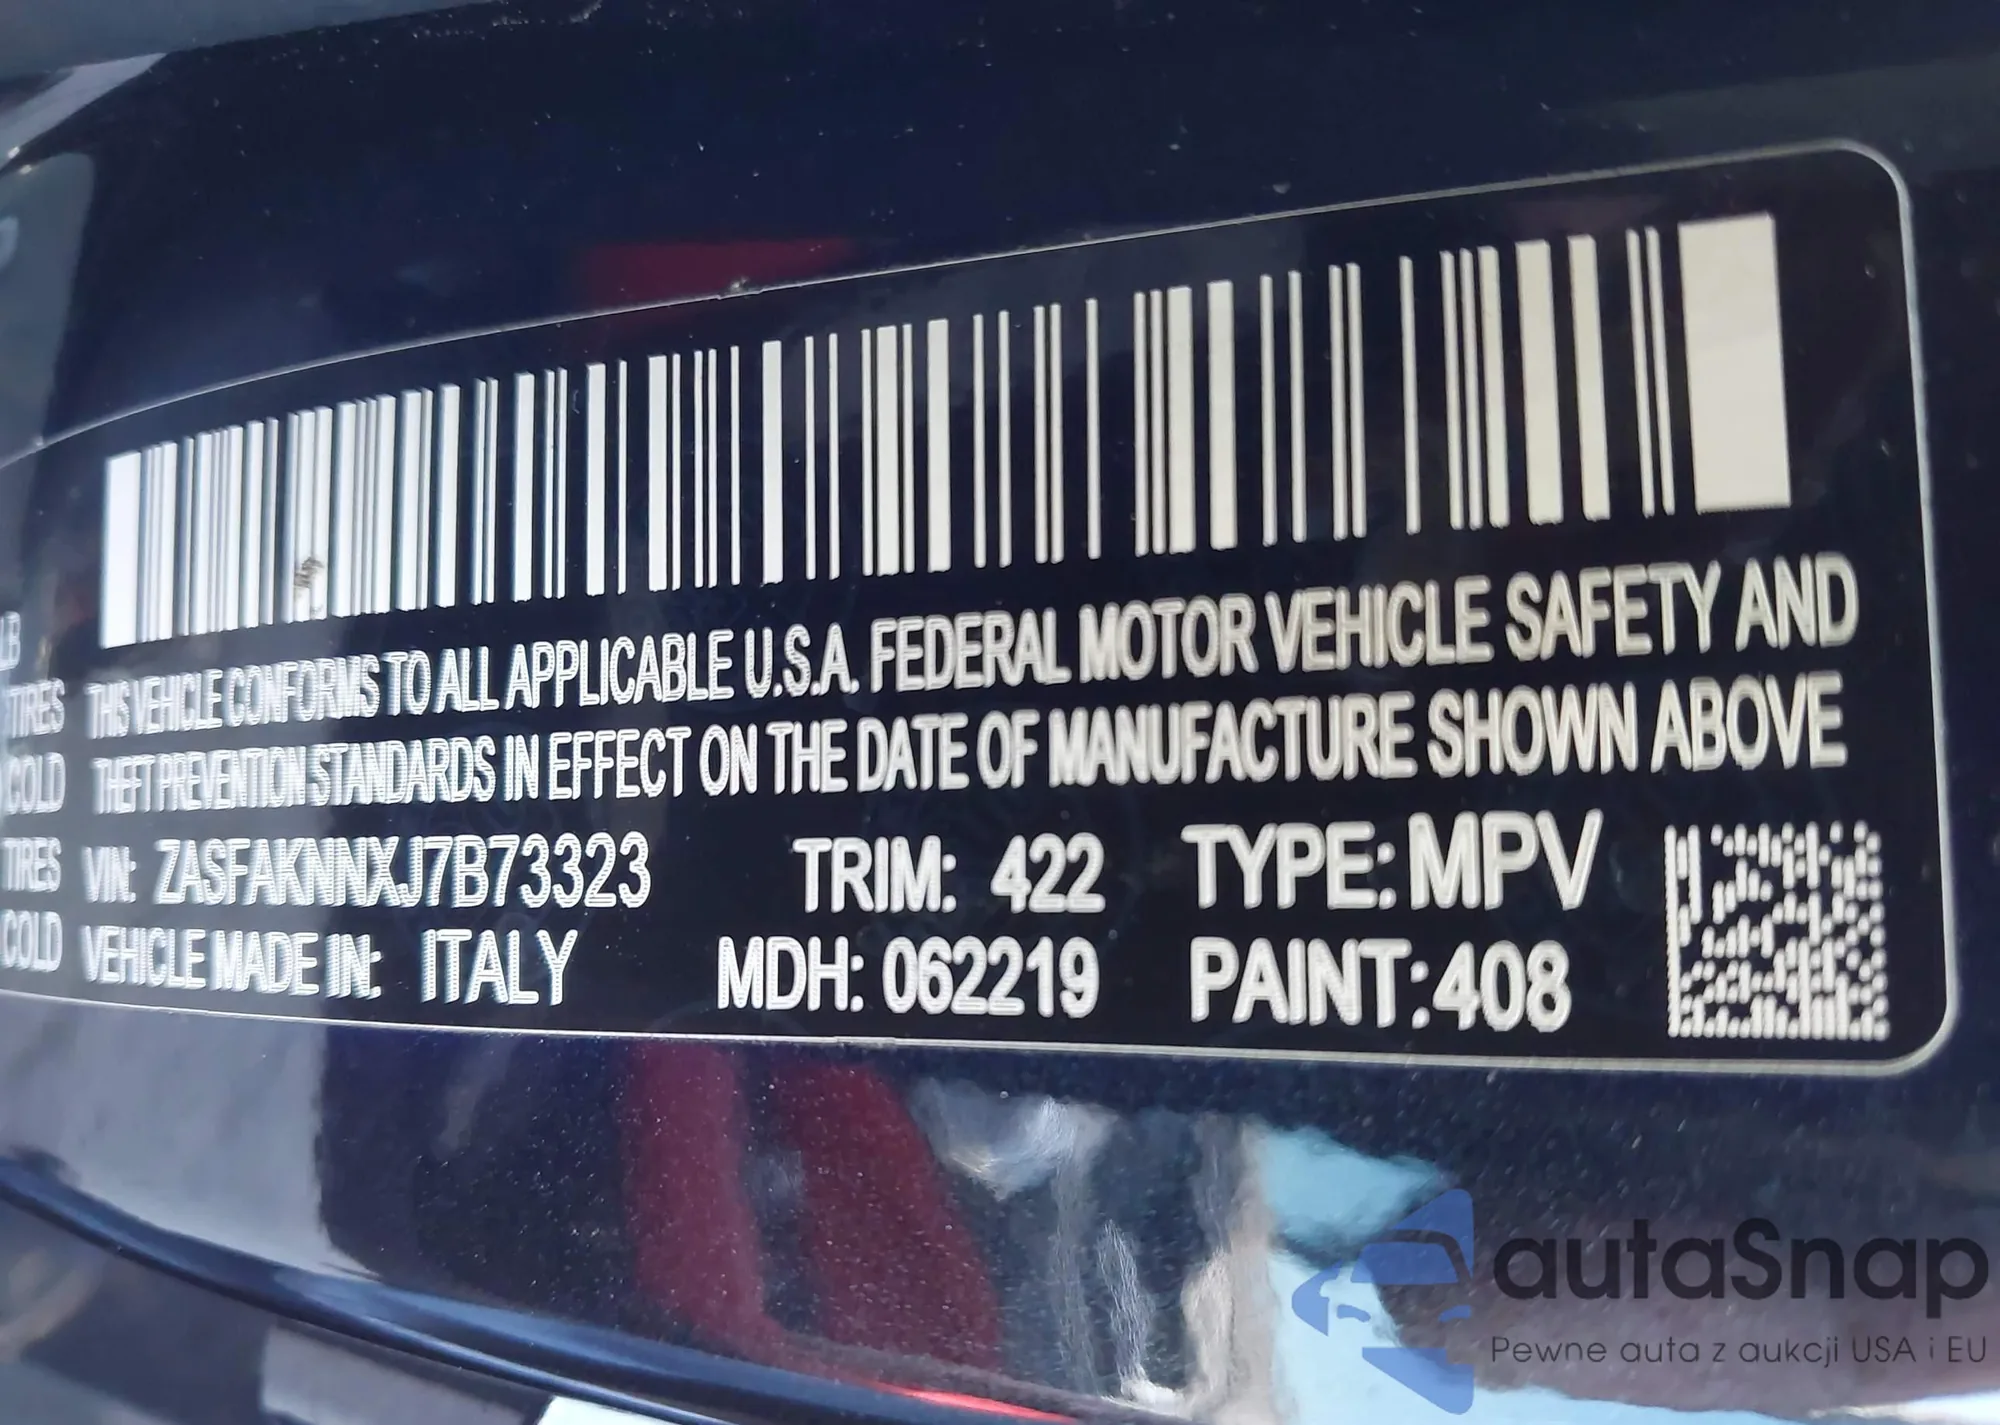 LB
TIRES
COLD
TIRES
COLD
THIS VEHICLE CONFORMS TO ALL APPLICABLE U.S.A. FEDERAL MOTOR VEHICLE SAFETY AND
THEFT PREVENTION STANDARDS IN EFFECT ON THE DATE OF MANUFACTURE SHOWN ABOVE
VIN: ZASFAKNNXJ7B73323 TRIM: 422 TYPE: MPV
VEHICLE MADE IN: ITALY MDH: 062219 PAINT: 408
autaSnap
Pewne auta z aukcji USA i EU